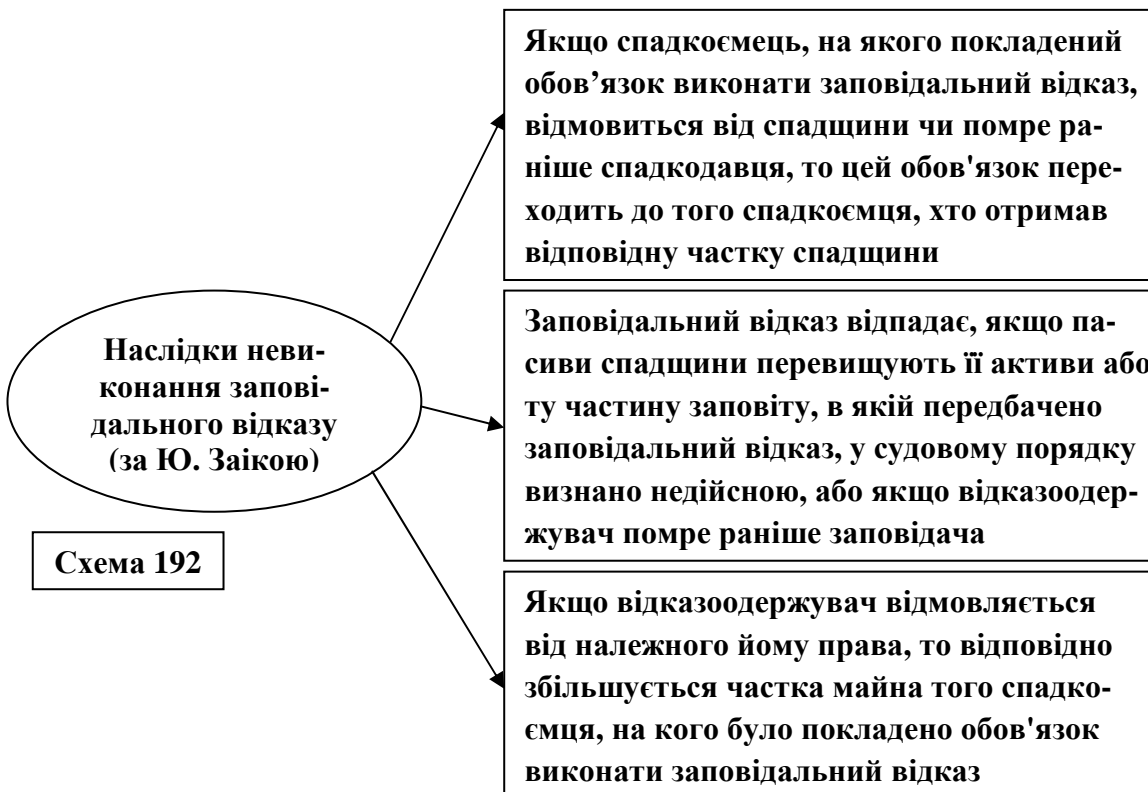 Якщо спадкоємець, на якого покладений
обов’язок виконати заповідальний відказ,
відмовиться від спадщини чи помре ра-
ніше спадкодавця, то цей обов'язок пере-
ходить до того спадкоємця, хто отримав
відповідну частку спадщини
Наслідки неви-
конання запові-
дального відказу
(за Ю. Заікою)
Заповідальний відказ відпадає, якщо па-
сиви спадщини перевищують її активи або
ту частину заповіту, в якій передбачено
заповідальний відказ, у судовому порядку
визнано недійсною, або якщо відказоодер-
жувач помре раніше заповідача
Схема 192
Якщо відказоодержувач відмовляється
від належного йому права, то відповідно
збільшується частка майна того спадко-
ємця, на кого було покладено обов'язок
виконати заповідальний відказ